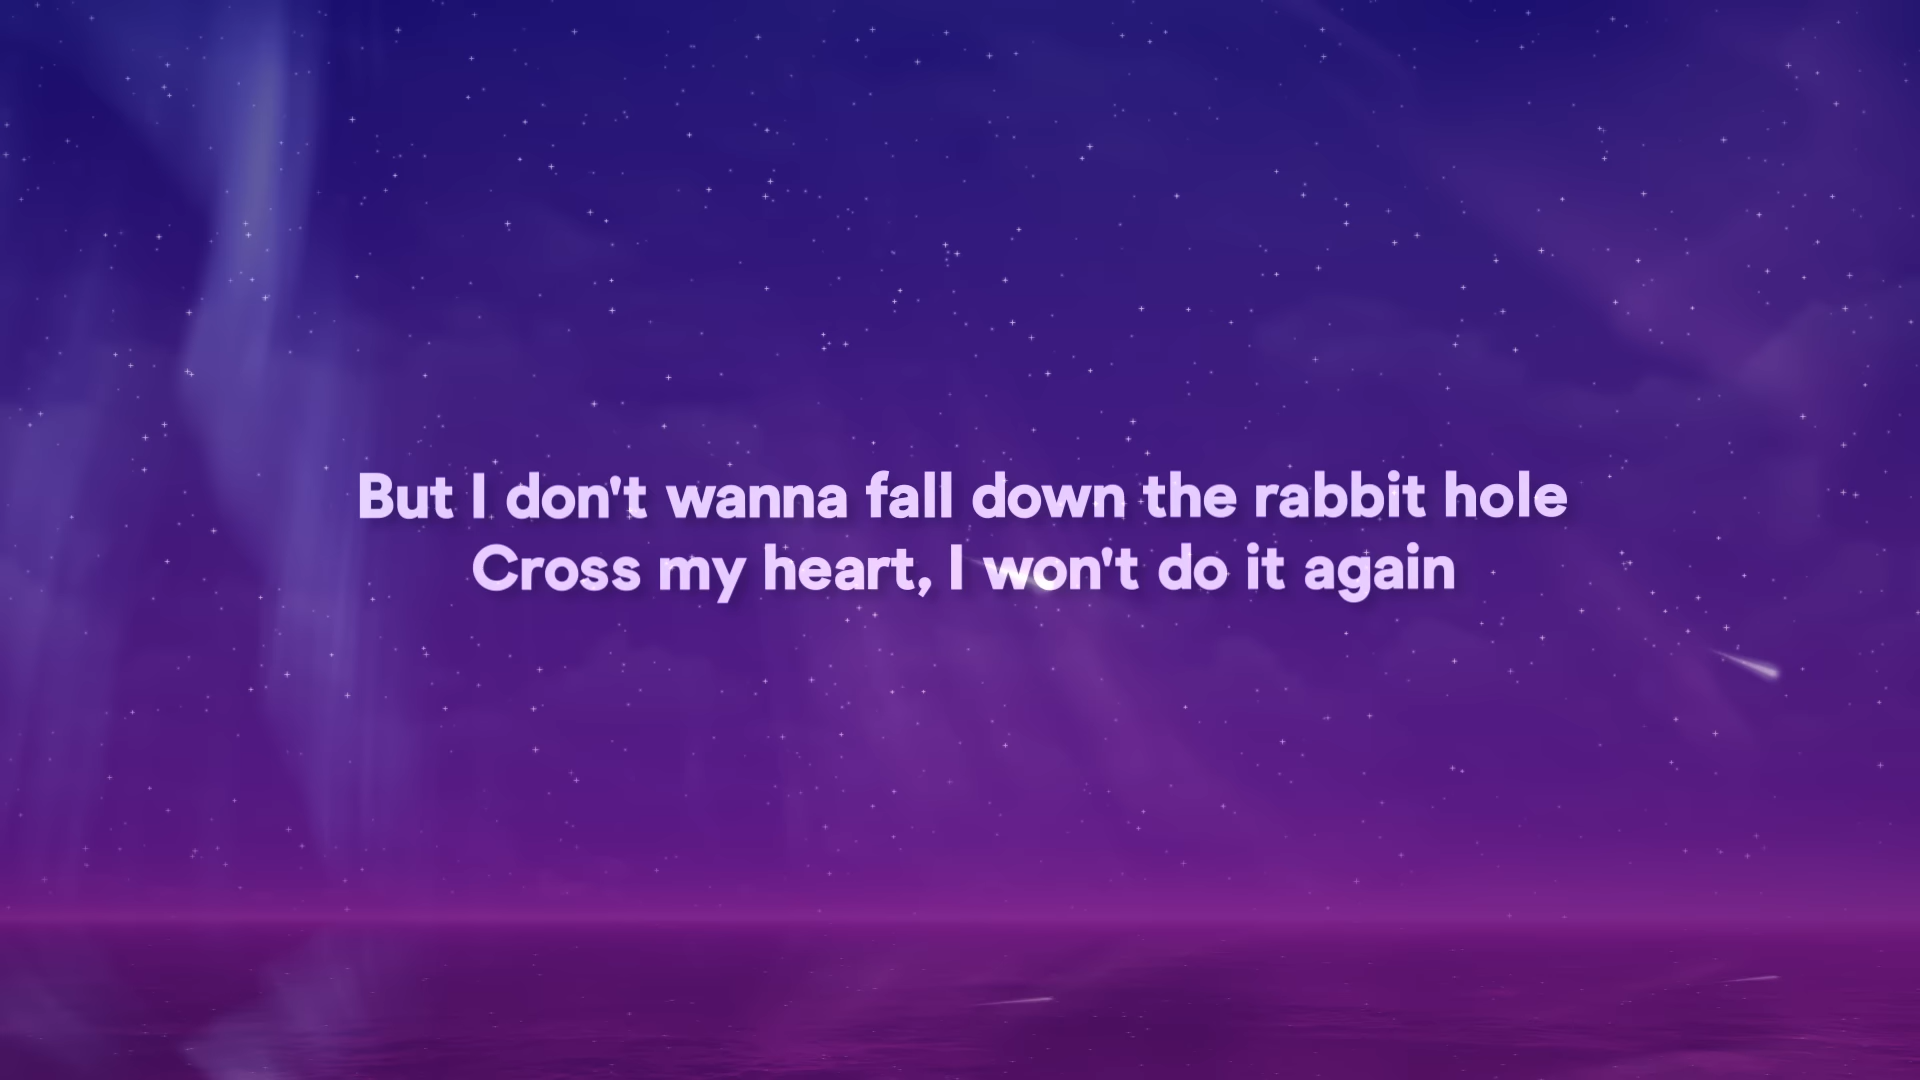 But I don't wanna fall down the rabbit hole
Cross my heart, I won't do it again